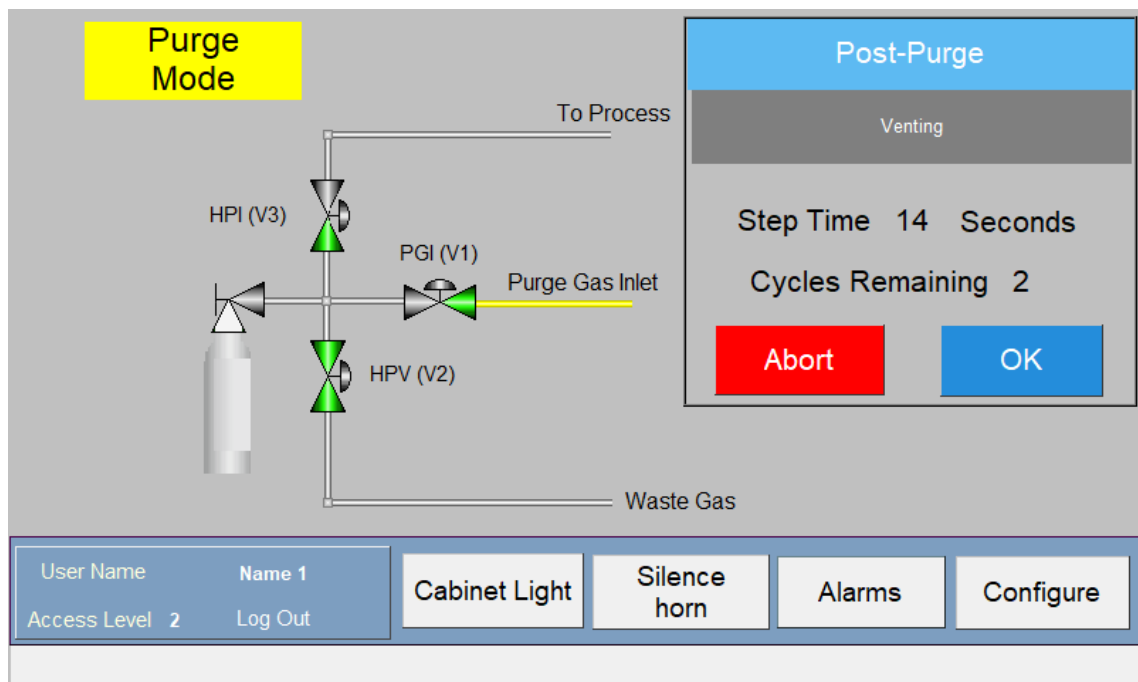 Purge
Mode
Post-Purge
Venting
To Process
HPI (V3)
PGI (V1)
Purge Gas Inlet
HPV (V2)
Waste Gas
Step Time 14 Seconds
Cycles Remaining 2
Abort
OK
User Name Name 1
Access Level 2 Log Out
Cabinet Light
Silence
horn
Alarms
Configure